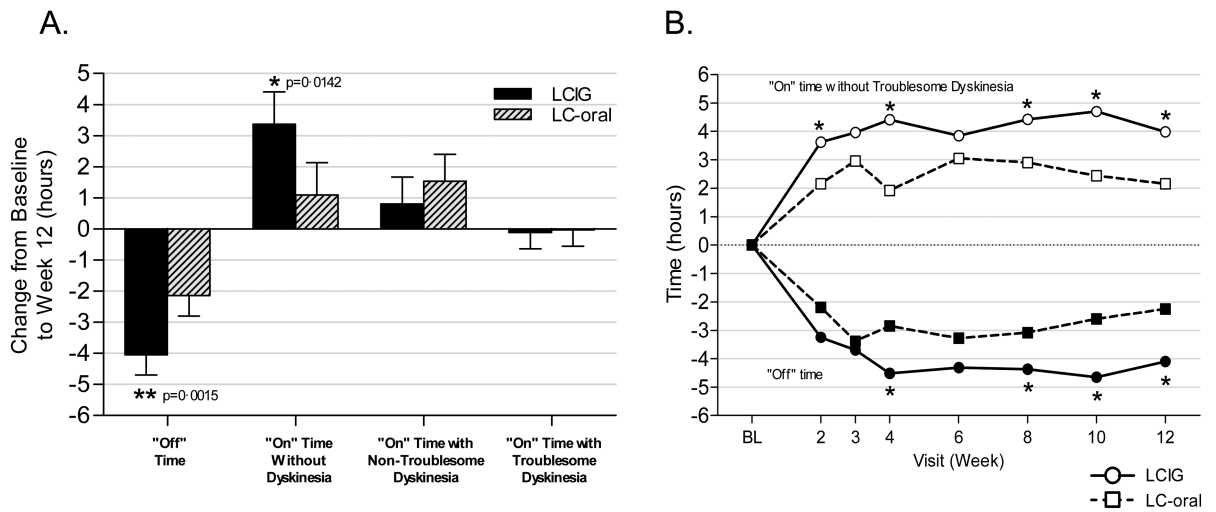 A.
Change from Baseline
to Week 12 (hours)
5
4
3
2
1
0
-1
-2
-3
-4
-5
-6
* p=0·0142
** p=0·0015
LCIG
LC-oral
"Off"
Time
"On" Time
Without
Dyskinesia
"On" Time with
Non-Troublesome
Dyskinesia
"On" Time with
Troublesome
Dyskinesia
B.
Time (hours)
6
5
4
3
2
1
0
-1
-2
-3
-4
-5
-6
"On" time without Troublesome Dyskinesia
* * * * *
"Off" time
* * * *
BL 2 3 4 6 8 10 12
Visit (Week)
LCIG
LC-oral